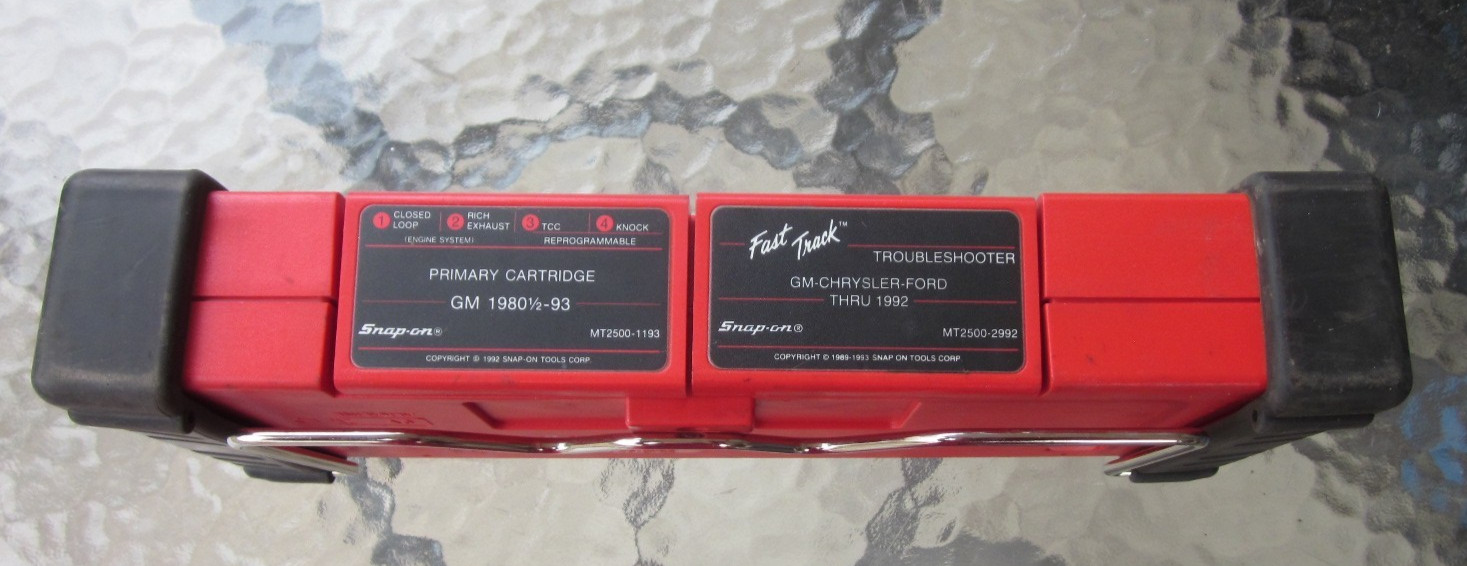 1 CLOSED LOOP 2 RICH EXHAUST 3 TCC 4 KNOCK
(ENGINE SYSTEM) REPROGRAMMABLE
PRIMARY CARTRIDGE
GM 1980½-93
Snap-on® MT2500-1193
COPYRIGHT © 1992 SNAP-ON TOOLS CORP.
Fast Track™
TROUBLESHOOTER
GM-CHRYSLER-FORD
THRU 1992
Snap-on® MT2500-2992
COPYRIGHT © 1989-1993 SNAP ON TOOLS CORP.